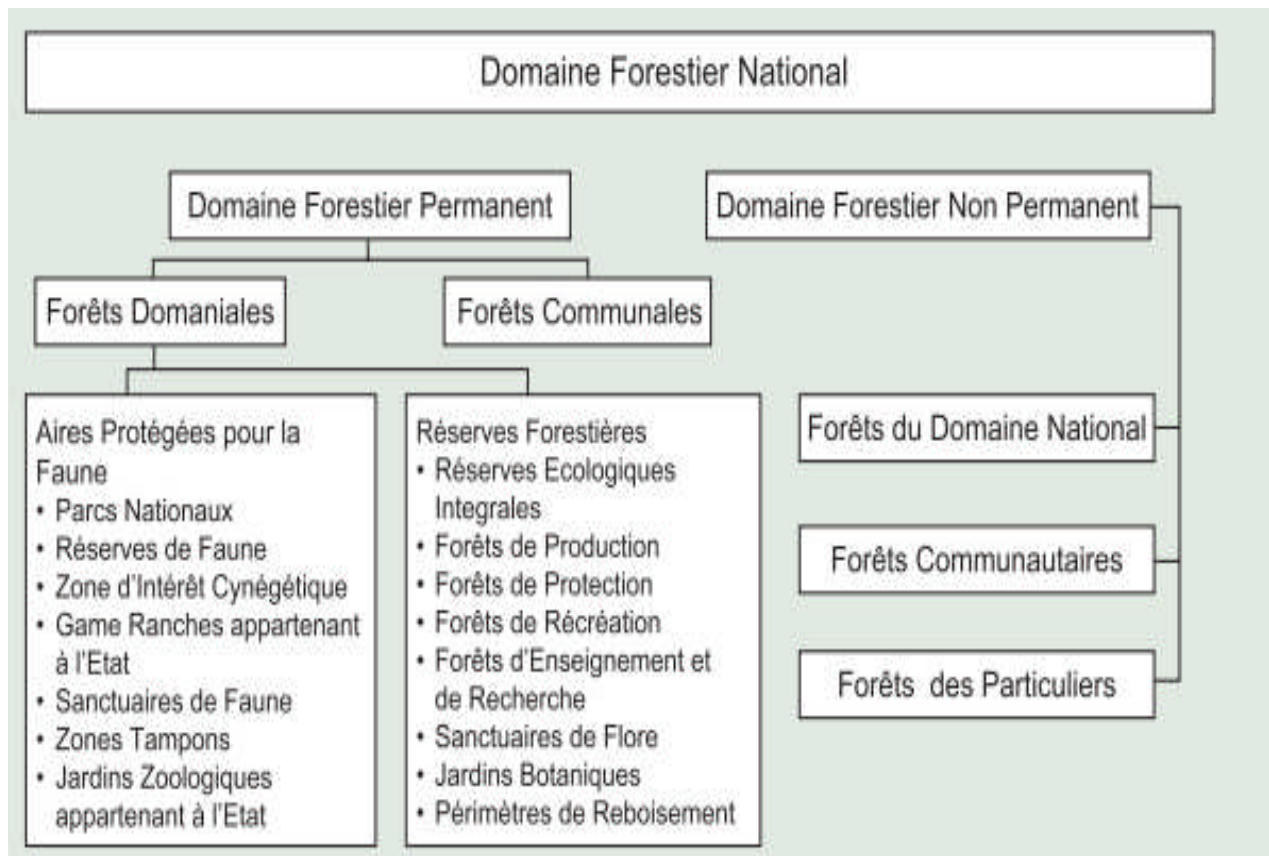 Domaine Forestier National
Domaine Forestier Permanent
Domaine Forestier Non Permanent
Forêts Domaniales
Forêts Communales
Aires Protégées pour la
Faune
• Parcs Nationaux
• Réserves de Faune
• Zone d'Intérêt Cynégétique
• Game Ranches appartenant
à l'Etat
• Sanctuaires de Faune
• Zones Tampons
• Jardins Zoologiques
appartenant à l'Etat
Réserves Forestières
• Réserves Ecologiques
Integrales
• Forêts de Production
• Forêts de Protection
• Forêts de Récréation
• Forêts d'Enseignement et
de Recherche
• Sanctuaires de Flore
• Jardins Botaniques
• Périmètres de Reboisement
Forêts du Domaine National
Forêts Communautaires
Forêts des Particuliers